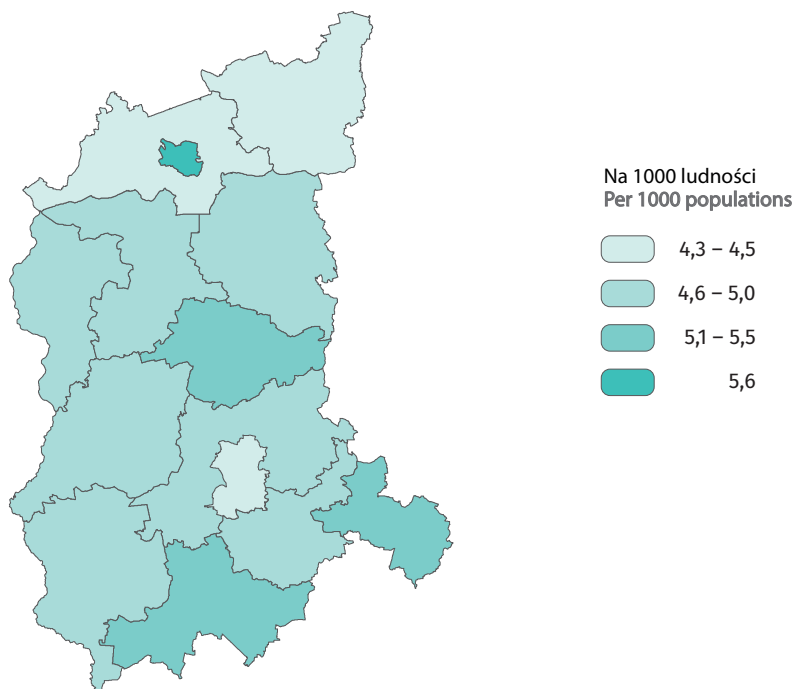 Na 1000 ludności
Per 1000 populations
4,3 – 4,5
4,6 – 5,0
5,1 – 5,5
5,6